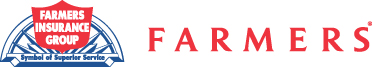 FARMERS
INSURANCE
GROUP
Symbol of Superior Service
FARMERS®